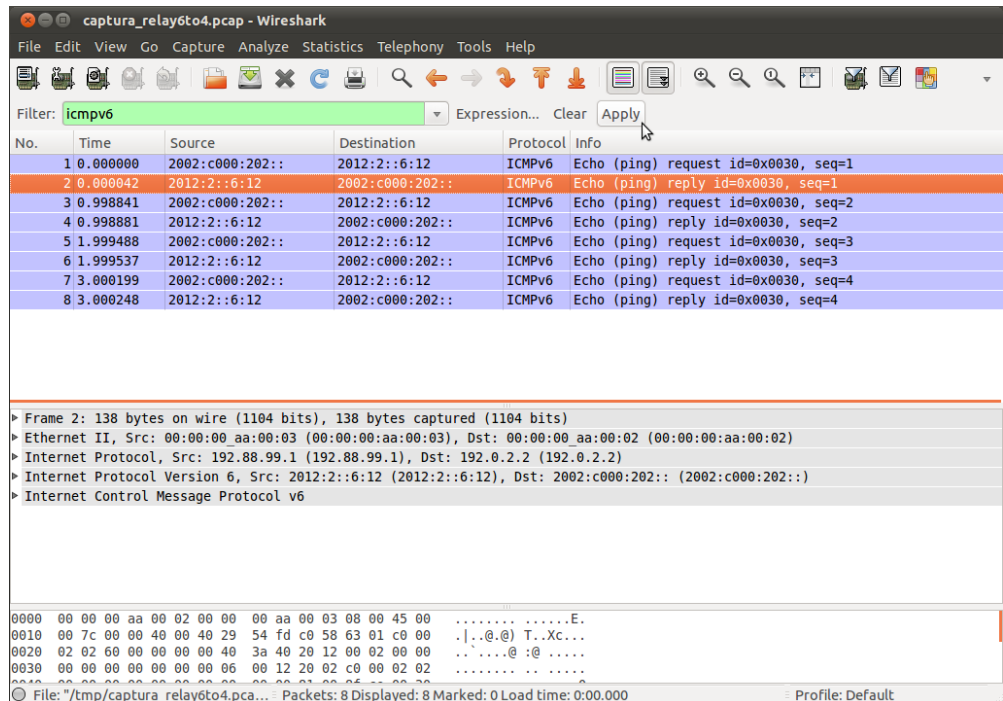 captura_relay6to4.pcap - Wireshark
File Edit View Go Capture Analyze Statistics Telephony Tools Help
Filter: icmpv6 Expression... Clear Apply
No. Time Source Destination Protocol Info
1 0.000000 2002:c000:202:: 2012:2::6:12 ICMPv6 Echo (ping) request id=0x0030, seq=1
2 0.000042 2012:2::6:12 2002:c000:202:: ICMPv6 Echo (ping) reply id=0x0030, seq=1
3 0.998841 2002:c000:202:: 2012:2::6:12 ICMPv6 Echo (ping) request id=0x0030, seq=2
4 0.998881 2012:2::6:12 2002:c000:202:: ICMPv6 Echo (ping) reply id=0x0030, seq=2
5 1.999488 2002:c000:202:: 2012:2::6:12 ICMPv6 Echo (ping) request id=0x0030, seq=3
6 1.999537 2012:2::6:12 2002:c000:202:: ICMPv6 Echo (ping) reply id=0x0030, seq=3
7 3.000199 2002:c000:202:: 2012:2::6:12 ICMPv6 Echo (ping) request id=0x0030, seq=4
8 3.000248 2012:2::6:12 2002:c000:202:: ICMPv6 Echo (ping) reply id=0x0030, seq=4
Frame 2: 138 bytes on wire (1104 bits), 138 bytes captured (1104 bits)
Ethernet II, Src: 00:00:00_aa:00:03 (00:00:00:aa:00:03), Dst: 00:00:00_aa:00:02 (00:00:00:aa:00:02)
Internet Protocol, Src: 192.88.99.1 (192.88.99.1), Dst: 192.0.2.2 (192.0.2.2)
Internet Protocol Version 6, Src: 2012:2::6:12 (2012:2::6:12), Dst: 2002:c000:202:: (2002:c000:202::)
Internet Control Message Protocol v6
0000 00 00 00 aa 00 02 00 00 00 aa 00 03 08 00 45 00 ........ ......E.
0010 00 7c 00 00 40 00 40 29 54 fd c0 58 63 01 c0 00 .|..@.@) T..Xc...
0020 02 02 60 00 00 00 00 40 3a 40 20 12 00 02 00 00 ..`....@ :@ .....
0030 00 00 00 00 00 06 00 12 20 02 c0 00 02 02 ........ .. .....
File: "/tmp/captura_relay6to4.pca... Packets: 8 Displayed: 8 Marked: 0 Load time: 0:00.000 Profile: Default